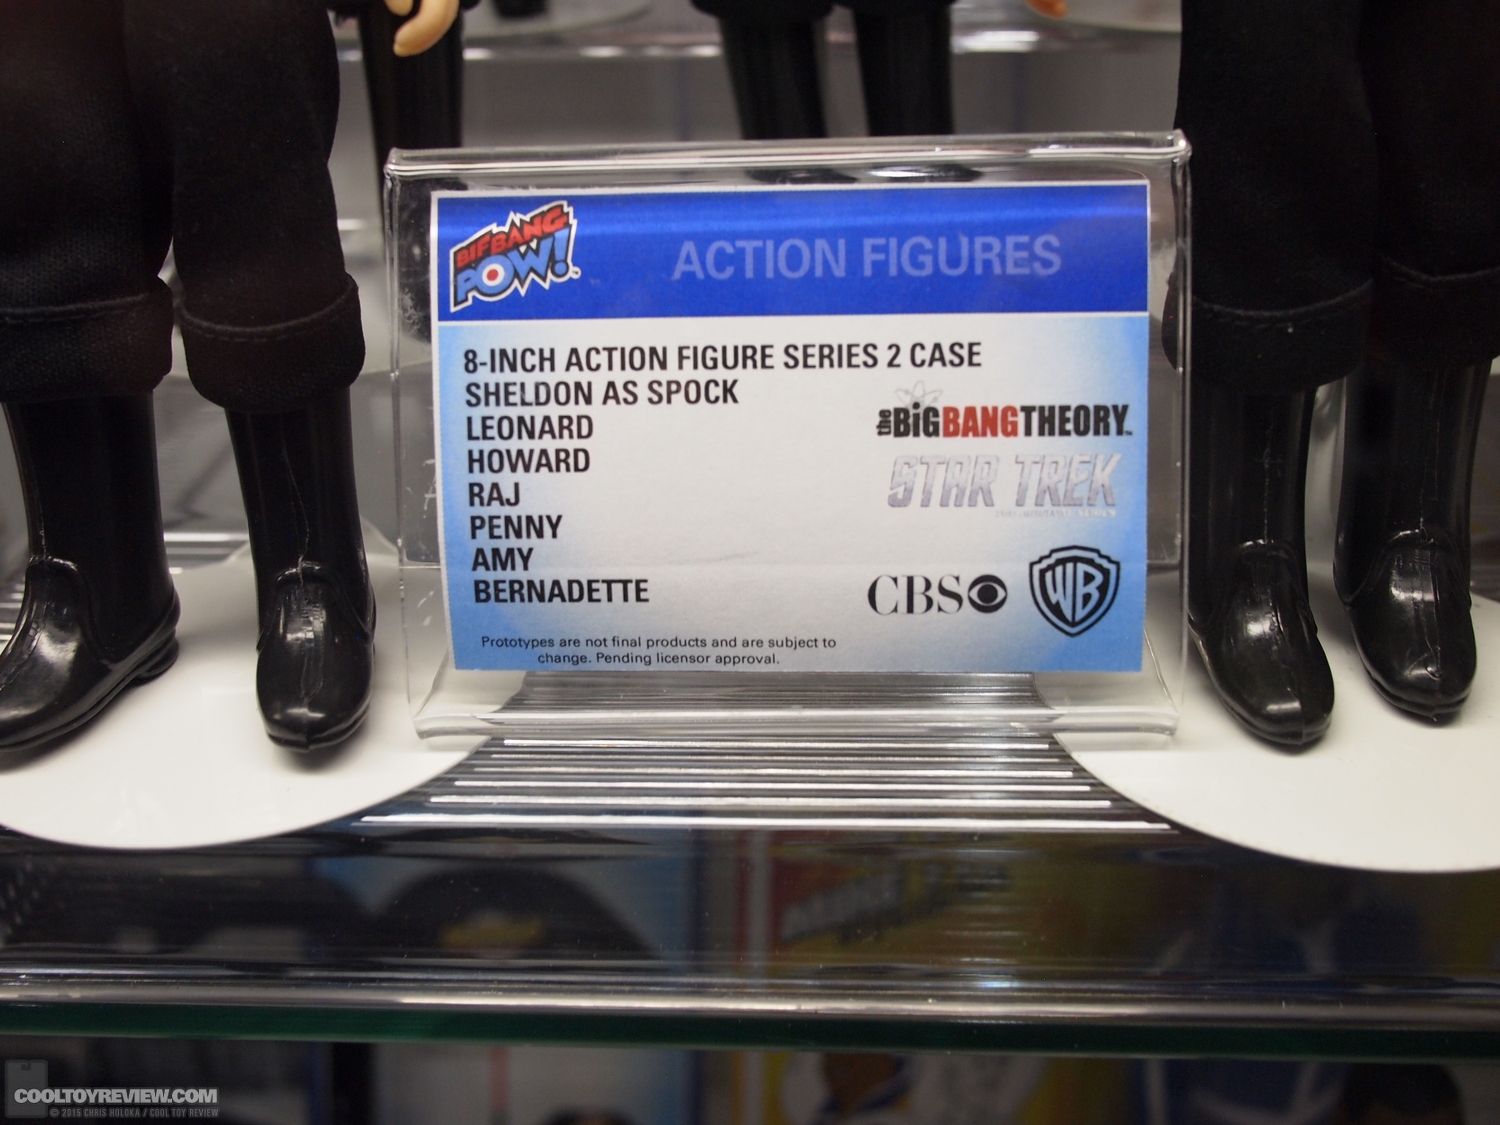 BIF BANG
POW!
ACTION FIGURES
8-INCH ACTION FIGURE SERIES 2 CASE
SHELDON AS SPOCK
LEONARD
HOWARD
RAJ
PENNY
AMY
BERNADETTE
the BiG BANG THEORY™
STAR TREK
CBS
WB
Prototypes are not final products and are subject to
change. Pending licensor approval.
COOLTOYREVIEW.COM
© 2015 CHRIS HOLOKA / COOL TOY REVIEW